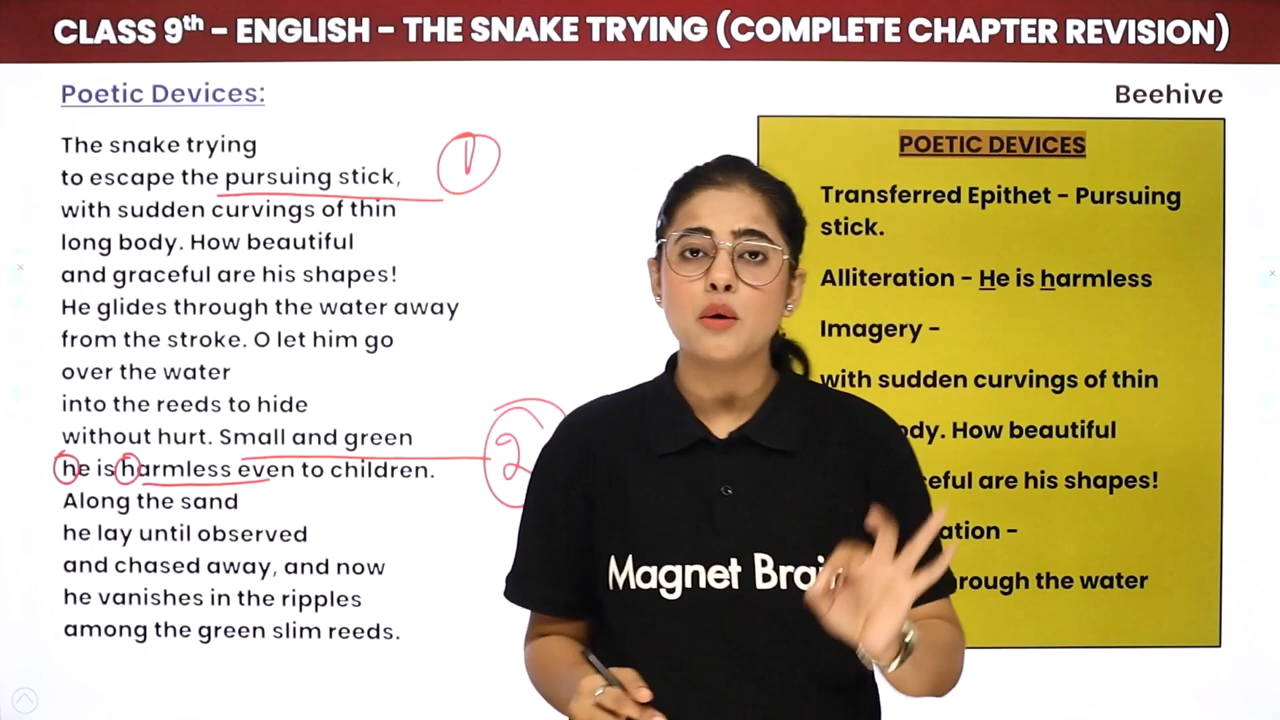 CLASS 9th – ENGLISH – THE SNAKE TRYING (COMPLETE CHAPTER REVISION)
Poetic Devices:
Beehive
The snake trying
to escape the pursuing stick,
with sudden curvings of thin
long body. How beautiful
and graceful are his shapes!
He glides through the water away
from the stroke. O let him go
over the water
into the reeds to hide
without hurt. Small and green
he is harmless even to children.
Along the sand
he lay until observed
and chased away, and now
he vanishes in the ripples
among the green slim reeds.
1
2
POETIC DEVICES
Transferred Epithet – Pursuing
stick.
Alliteration – He is harmless
Imagery –
with sudden curvings of thin
How beautiful
are his shapes!
–
the water
Magnet